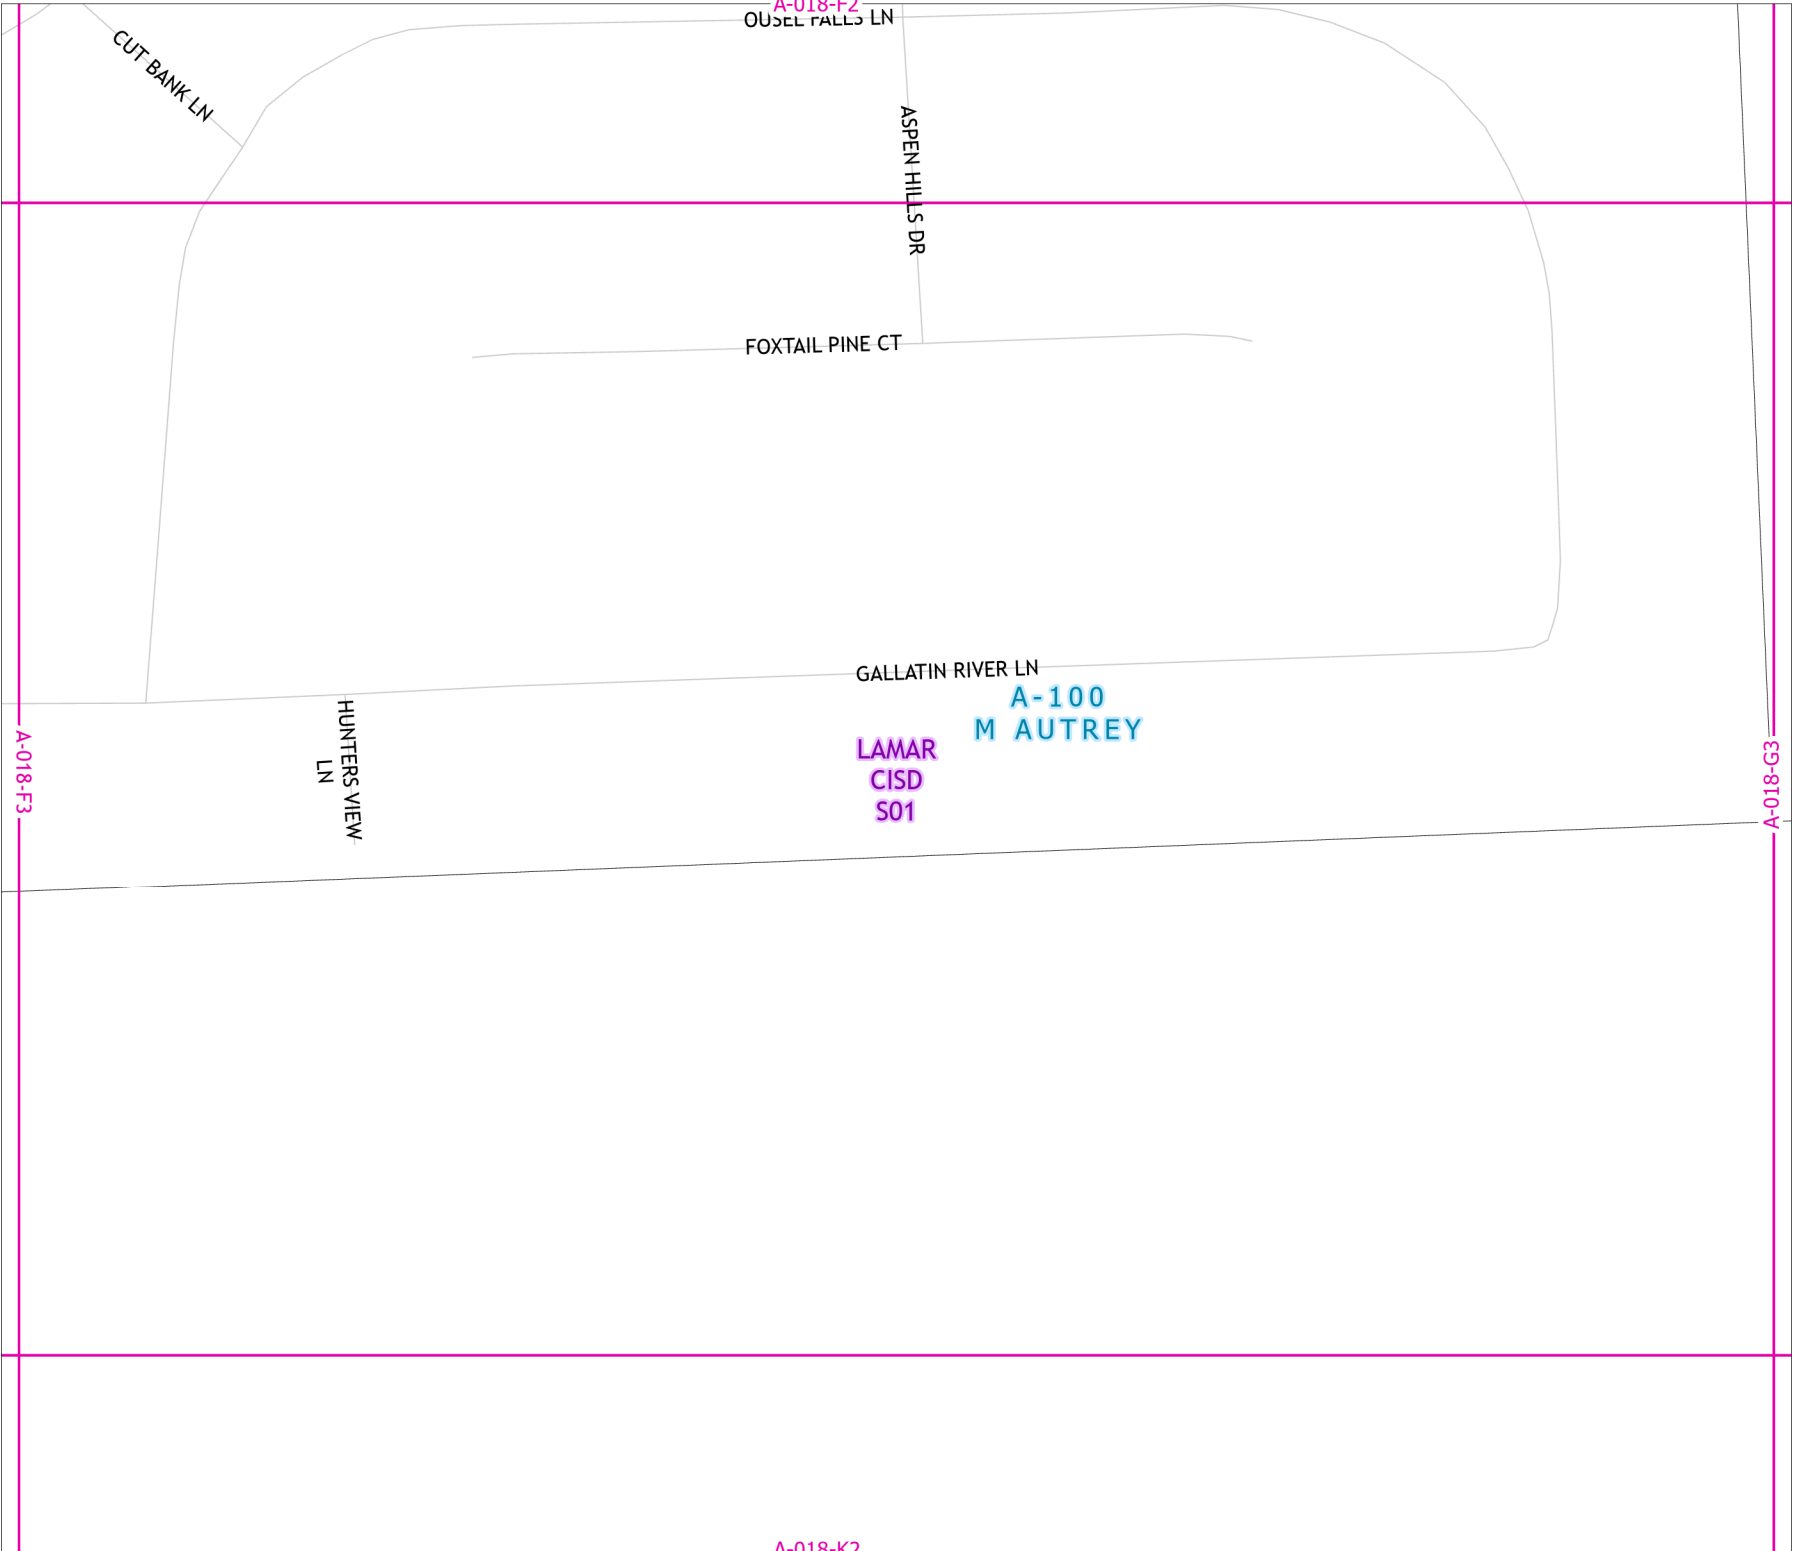 A-018-F2
OUSEL FALLS LN
CUT BANK LN
ASPEN HILLS DR
FOXTAIL PINE CT
GALLATIN RIVER LN
A-100
M AUTREY
HUNTERS VIEW
LN
LAMAR
CISD
S01
A-018-F3
A-018-G3
A-018-K2